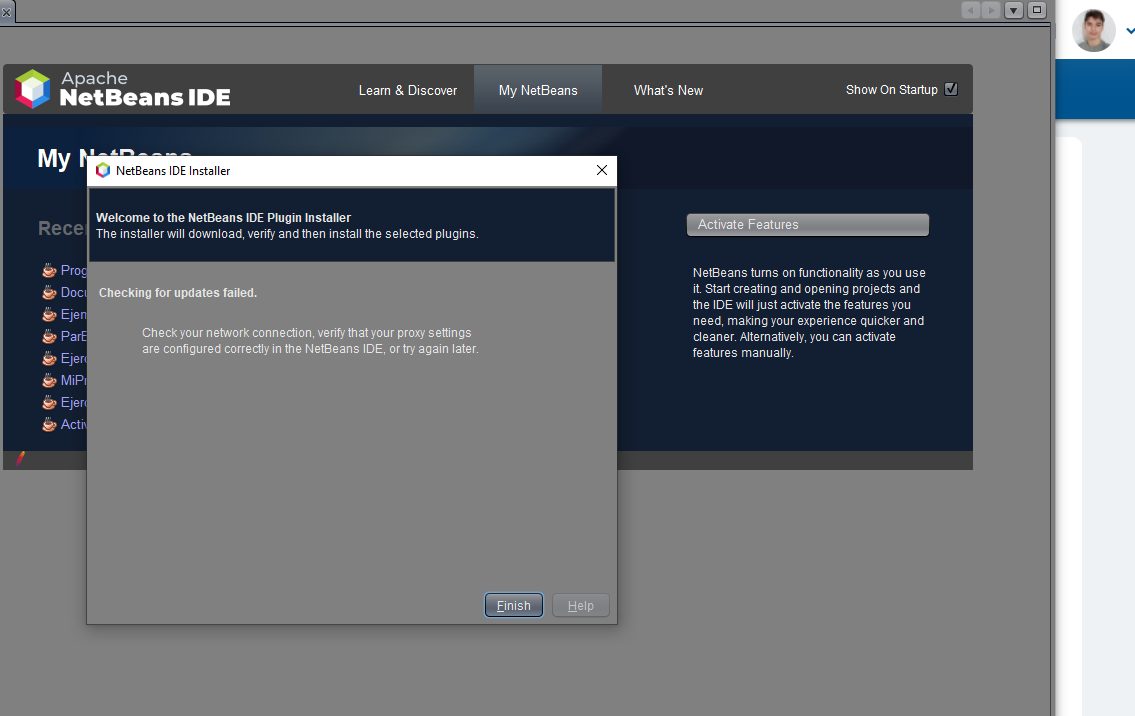 Apache
NetBeans IDE
Learn & Discover
My NetBeans
What's New
Show On Startup
My NetBeans
NetBeans IDE Installer
Welcome to the NetBeans IDE Plugin Installer
The installer will download, verify and then install the selected plugins.
Checking for updates failed.
Check your network connection, verify that your proxy settings
are configured correctly in the NetBeans IDE, or try again later.
Finish
Help
Rece
Prog
Docu
Ejem
ParE
Ejerc
MiPr
Ejerc
Activ
Activate Features
NetBeans turns on functionality as you use
it. Start creating and opening projects and
the IDE will just activate the features you
need, making your experience quicker and
cleaner. Alternatively, you can activate
features manually.